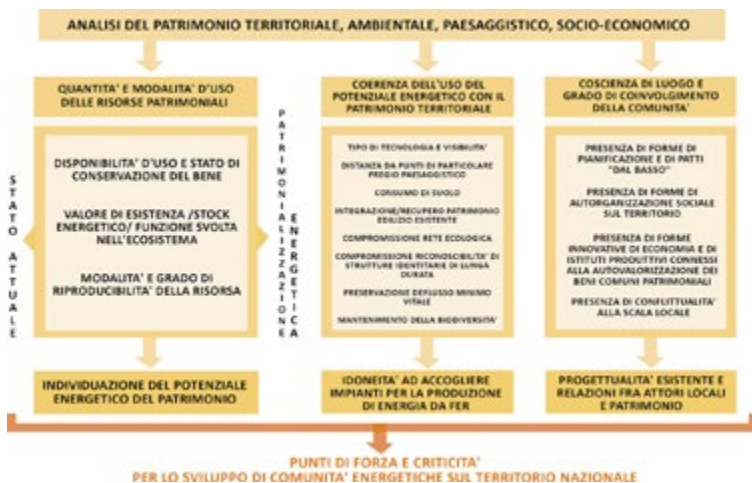 ANALISI DEL PATRIMONIO TERRITORIALE, AMBIENTALE, PAESAGGISTICO, SOCIO-ECONOMICO
QUANTITA' E MODALITA' D'USO
DELLE RISORSE PATRIMONIALI
STATO ATTUALE
DISPONIBILITA' D'USO E STATO DI
CONSERVAZIONE DEL BENE
VALORE DI ESISTENZA /STOCK
ENERGETICO/ FUNZIONE SVOLTA
NELL'ECOSISTEMA
MODALITA' E GRADO DI
RIPRODUCIBILITA' DELLA RISORSA
INDIVIDUAZIONE DEL POTENZIALE
ENERGETICO DEL PATRIMONIO
PATRIMONIALIZZAZIONE
ENERGETICA
COERENZA DELL'USO DEL
POTENZIALE ENERGETICO CON IL
PATRIMONIO TERRITORIALE
TIPO DI TECNOLOGIA E VISIBILITA'
DISTANZA DA PUNTI DI PARTICOLARE
PREGIO PAESAGGISTICO
CONSUMO DI SUOLO
INTEGRAZIONE/RECUPERO PATRIMONIO
EDILIZIO ESISTENTE
COMPROMISSIONE RETE ECOLOGICA
COMPROMISSIONE RICONOSCIBILITA' DI
STRUTTURE IDENTITARIE DI LUNGA
DURATA
PRESERVAZIONE DEFLUSSO MINIMO
VITALE
MANTENIMENTO DELLA BIODIVERSITA'
IDONEITA' AD ACCOGLIERE
IMPIANTI PER LA PRODUZIONE
DI ENERGIA DA FER
COSCIENZA DI LUOGO E
GRADO DI COINVOLGIMENTO
DELLA COMUNITA'
PRESENZA DI FORME DI
PIANIFICAZIONE E DI PATTI
"DAL BASSO"
PRESENZA DI FORME DI
AUTORGANIZZAZIONE SOCIALE
SUL TERRITORIO
PRESENZA DI FORME
INNOVATIVE DI ECONOMIA E DI
ISTITUTI PRODUTTIVI CONNESSI
ALLA AUTOVALORIZZAZIONE DEI
BENI COMUNI PATRIMONIALI
PRESENZA DI CONFLITTUALITA'
ALLA SCALA LOCALE
PROGETTUALITA' ESISTENTE E
RELAZIONI FRA ATTORI LOCALI
E PATRIMONIO
PUNTI DI FORZA E CRITICITA'
PER LO SVILUPPO DI COMUNITA' ENERGETICHE SUL TERRITORIO NAZIONALE